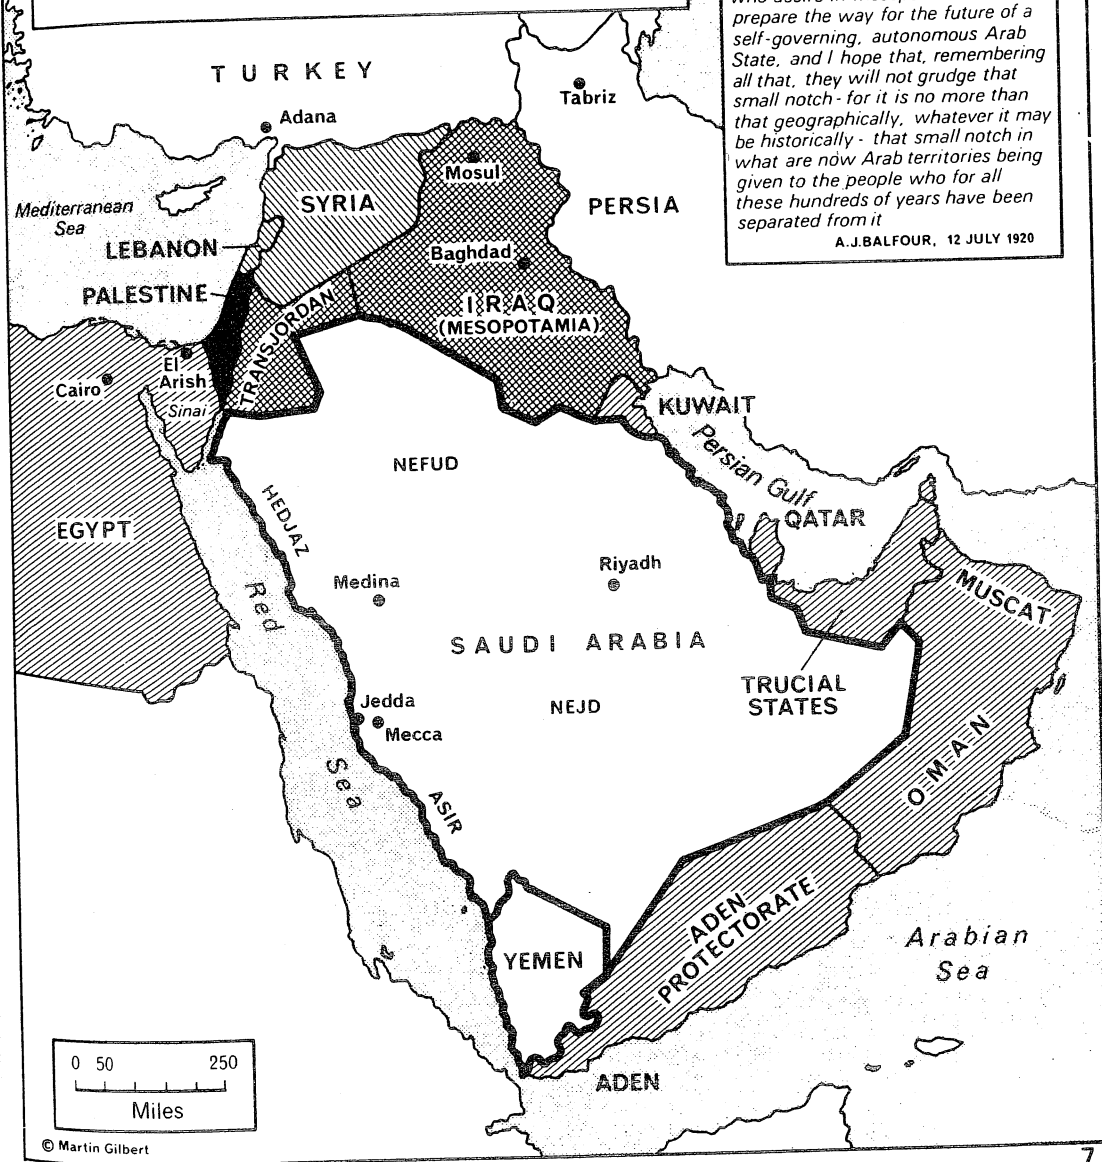 prepare the way for the future of a
self-governing, autonomous Arab
State, and I hope that, remembering
all that, they will not grudge that
small notch - for it is no more than
that geographically, whatever it may
be historically - that small notch in
what are now Arab territories being
given to the people who for all
these hundreds of years have been
separated from it
A.J.BALFOUR, 12 JULY 1920
TURKEY
Tabriz
Adana
Mosul
SYRIA
PERSIA
Mediterranean
Sea
LEBANON
Baghdad
PALESTINE
IRAQ
(MESOPOTAMIA)
TRANSJORDAN
El
Arish
Cairo
Sinai
KUWAIT
Persian Gulf
NEFUD
HEDJAZ
QATAR
EGYPT
Riyadh
Medina
MUSCAT
Red
Sea
SAUDI ARABIA
TRUCIAL
STATES
NEJD
Jedda
Mecca
O-M-A-N
ASIR
ADEN
PROTECTORATE
Arabian
Sea
YEMEN
0 50 250
Miles
ADEN
© Martin Gilbert
7